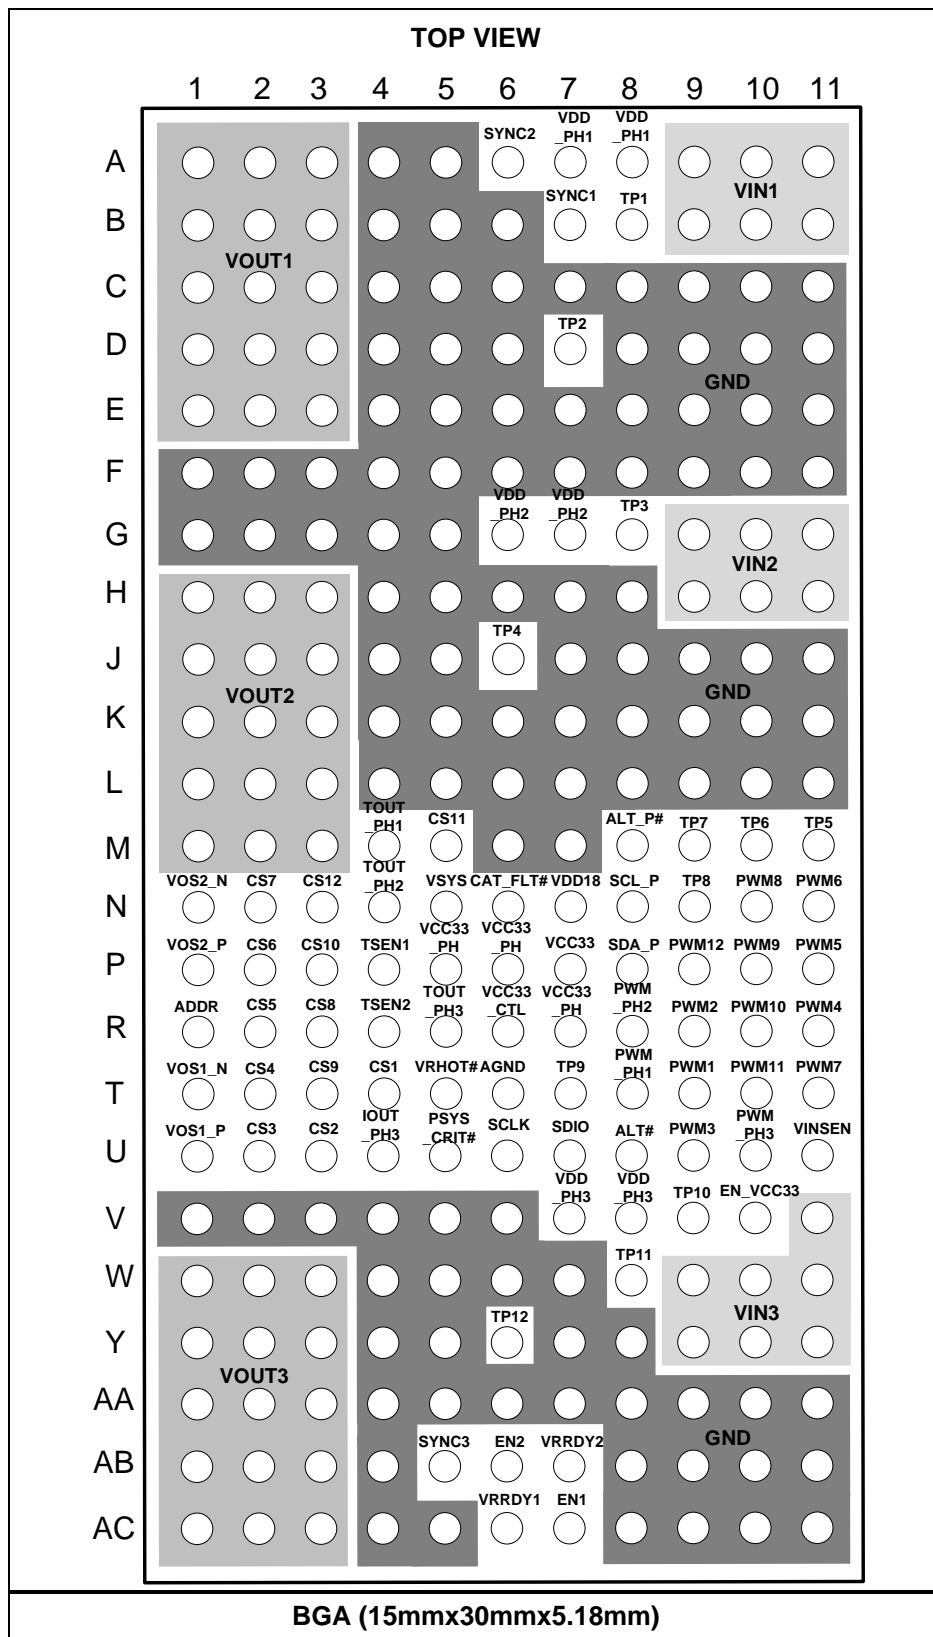 TOP VIEW
1 2 3 4 5 6 7 8 9 10 11
A
SYNC2
VDD
_PH1
VDD
_PH1
VIN1
B
SYNC1 TP1
VOUT1
C
D
TP2
GND
E
F
G
VDD
_PH2
VDD
_PH2
TP3
VIN2
H
J
TP4
VOUT2
GND
K
L
M
TOUT
_PH1
CS11 ALT_P# TP7 TP6 TP5
N
VOS2_N CS7 CS12
TOUT
_PH2
VSYS CAT_FLT# VDD18 SCL_P TP8 PWM8 PWM6
P
VOS2_P CS6 CS10 TSEN1
VCC33
_PH
VCC33
_PH
VCC33 SDA_P PWM12 PWM9 PWM5
R
ADDR CS5 CS8 TSEN2
TOUT
_PH3
VCC33
_CTL
VCC33
_PH
PWM
_PH2
PWM2 PWM10 PWM4
T
VOS1_N CS4 CS9 CS1 VRHOT# AGND TP9
PWM
_PH1
PWM1 PWM11 PWM7
U
VOS1_P CS3 CS2
IOUT
_PH3
PSYS
_CRIT#
SCLK SDIO ALT# PWM3
PWM
_PH3
VINSEN
V
VDD
_PH3
VDD
_PH3
TP10 EN_VCC33
W
TP11
VIN3
Y
TP12
VOUT3
AA
GND
AB
SYNC3 EN2 VRRDY2
AC
VRRDY1 EN1
BGA (15mmx30mmx5.18mm)